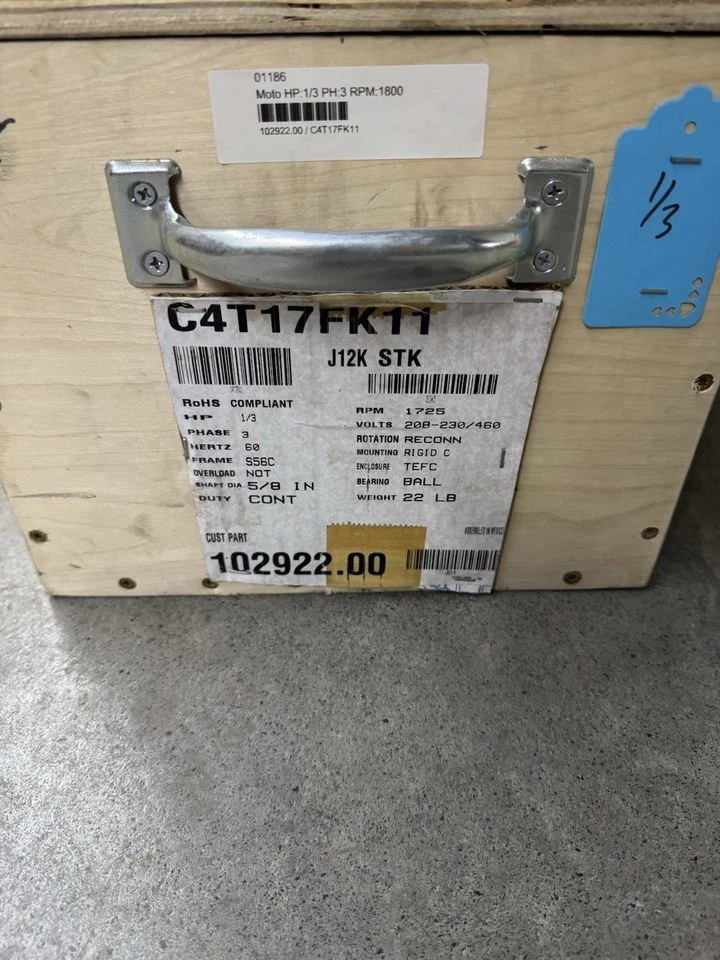 01186
Moto HP:1/3 PH:3 RPM:1800
102922.00 / C4T17FK11
1/3
C4T17FK11
J12K STK
RoHS COMPLIANT
HP 1/3
PHASE 3
HERTZ 60
FRAME S56C
OVERLOAD NOT
SHAFT DIA 5/8 IN
DUTY CONT
RPM 1725
VOLTS 208-230/460
ROTATION RECONN
MOUNTING RIGID C
ENCLOSURE TEFC
BEARING BALL
WEIGHT 22 LB
ASSEMBLED IN MEXICO
CUST PART
102922.00